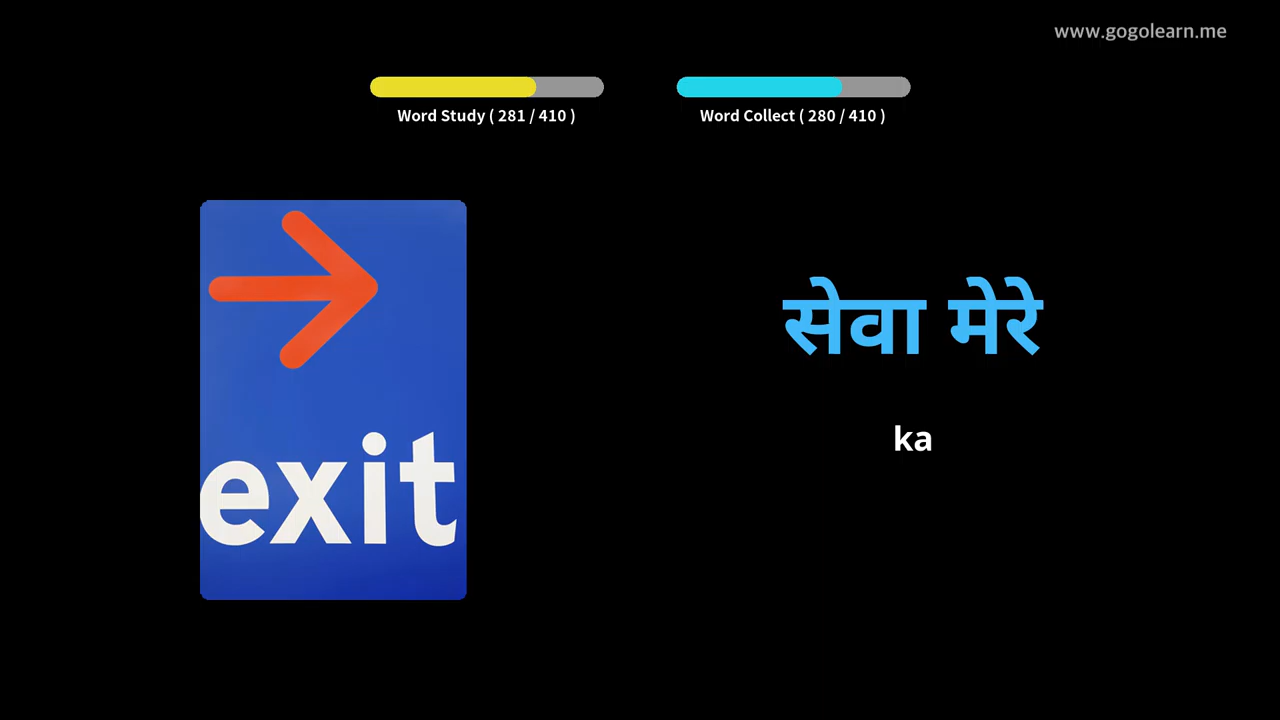 www.gogolearn.me
Word Study ( 281 / 410 )
Word Collect ( 280 / 410 )
exit
सेवा मेरे
ka